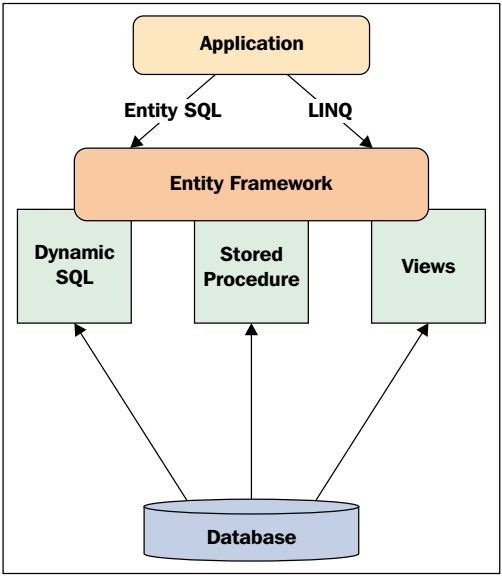 Application
Entity SQL
LINQ
Entity Framework
Dynamic
SQL
Stored
Procedure
Views
Database